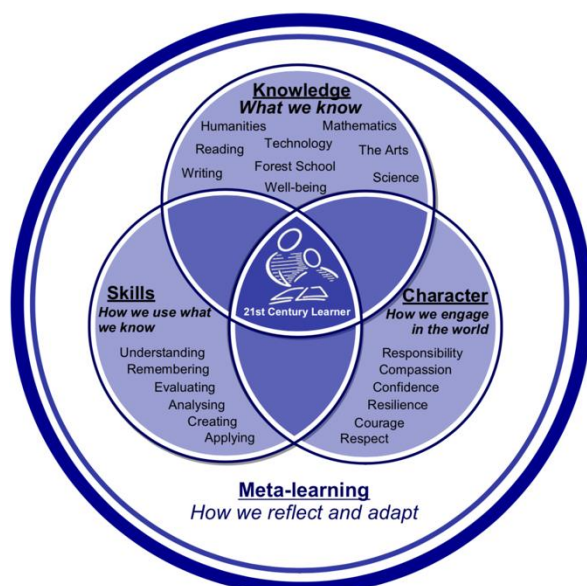 Knowledge
What we know
Humanities Mathematics
Technology
Reading The Arts
Forest School
Writing Science
Well-being
Skills
How we use what
we know
Understanding
Remembering
Evaluating
Analysing
Creating
Applying
21st Century Learner
Character
How we engage
in the world
Responsibility
Compassion
Confidence
Resilience
Courage
Respect
Meta-learning
How we reflect and adapt